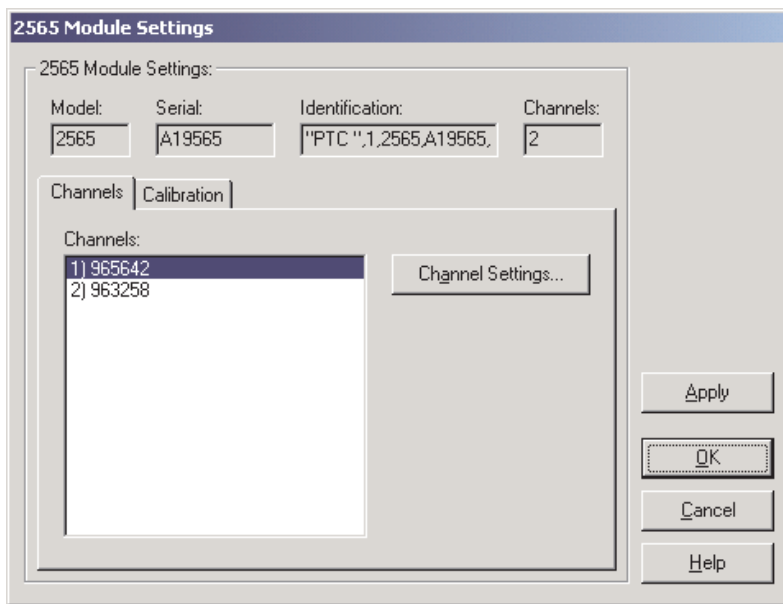 2565 Module Settings
2565 Module Settings:
Model: Serial: Identification: Channels:
2565 A19565 "PTC ",1,2565,A19565, 2
Channels Calibration
Channels:
1) 965642
Channel Settings...
2) 963258
Apply
OK
Cancel
Help